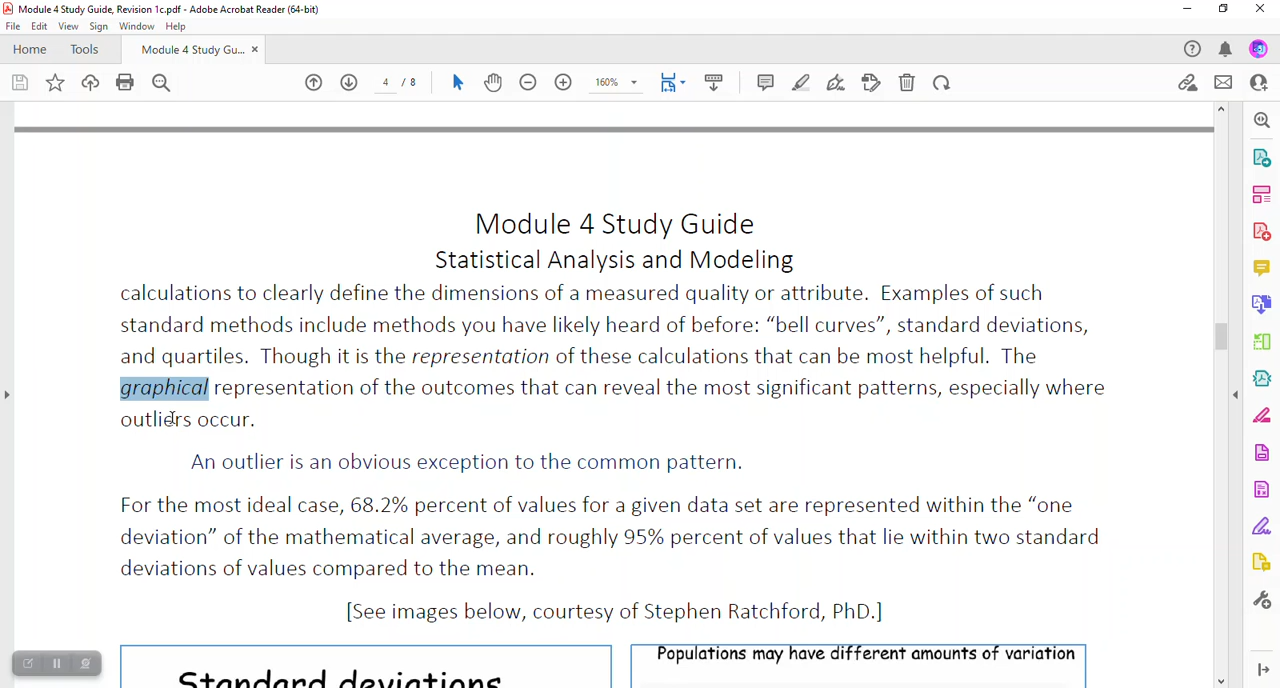 Module 4 Study Guide, Revision 1c.pdf - Adobe Acrobat Reader (64-bit)
File Edit View Sign Window Help
Home Tools Module 4 Study Gu... ×
4 / 8 160%
Module 4 Study Guide
Statistical Analysis and Modeling
calculations to clearly define the dimensions of a measured quality or attribute. Examples of such
standard methods include methods you have likely heard of before: “bell curves”, standard deviations,
and quartiles. Though it is the representation of these calculations that can be most helpful. The
graphical representation of the outcomes that can reveal the most significant patterns, especially where
outliers occur.
An outlier is an obvious exception to the common pattern.
For the most ideal case, 68.2% percent of values for a given data set are represented within the “one
deviation” of the mathematical average, and roughly 95% percent of values that lie within two standard
deviations of values compared to the mean.
[See images below, courtesy of Stephen Ratchford, PhD.]
Standard deviations
Populations may have different amounts of variation